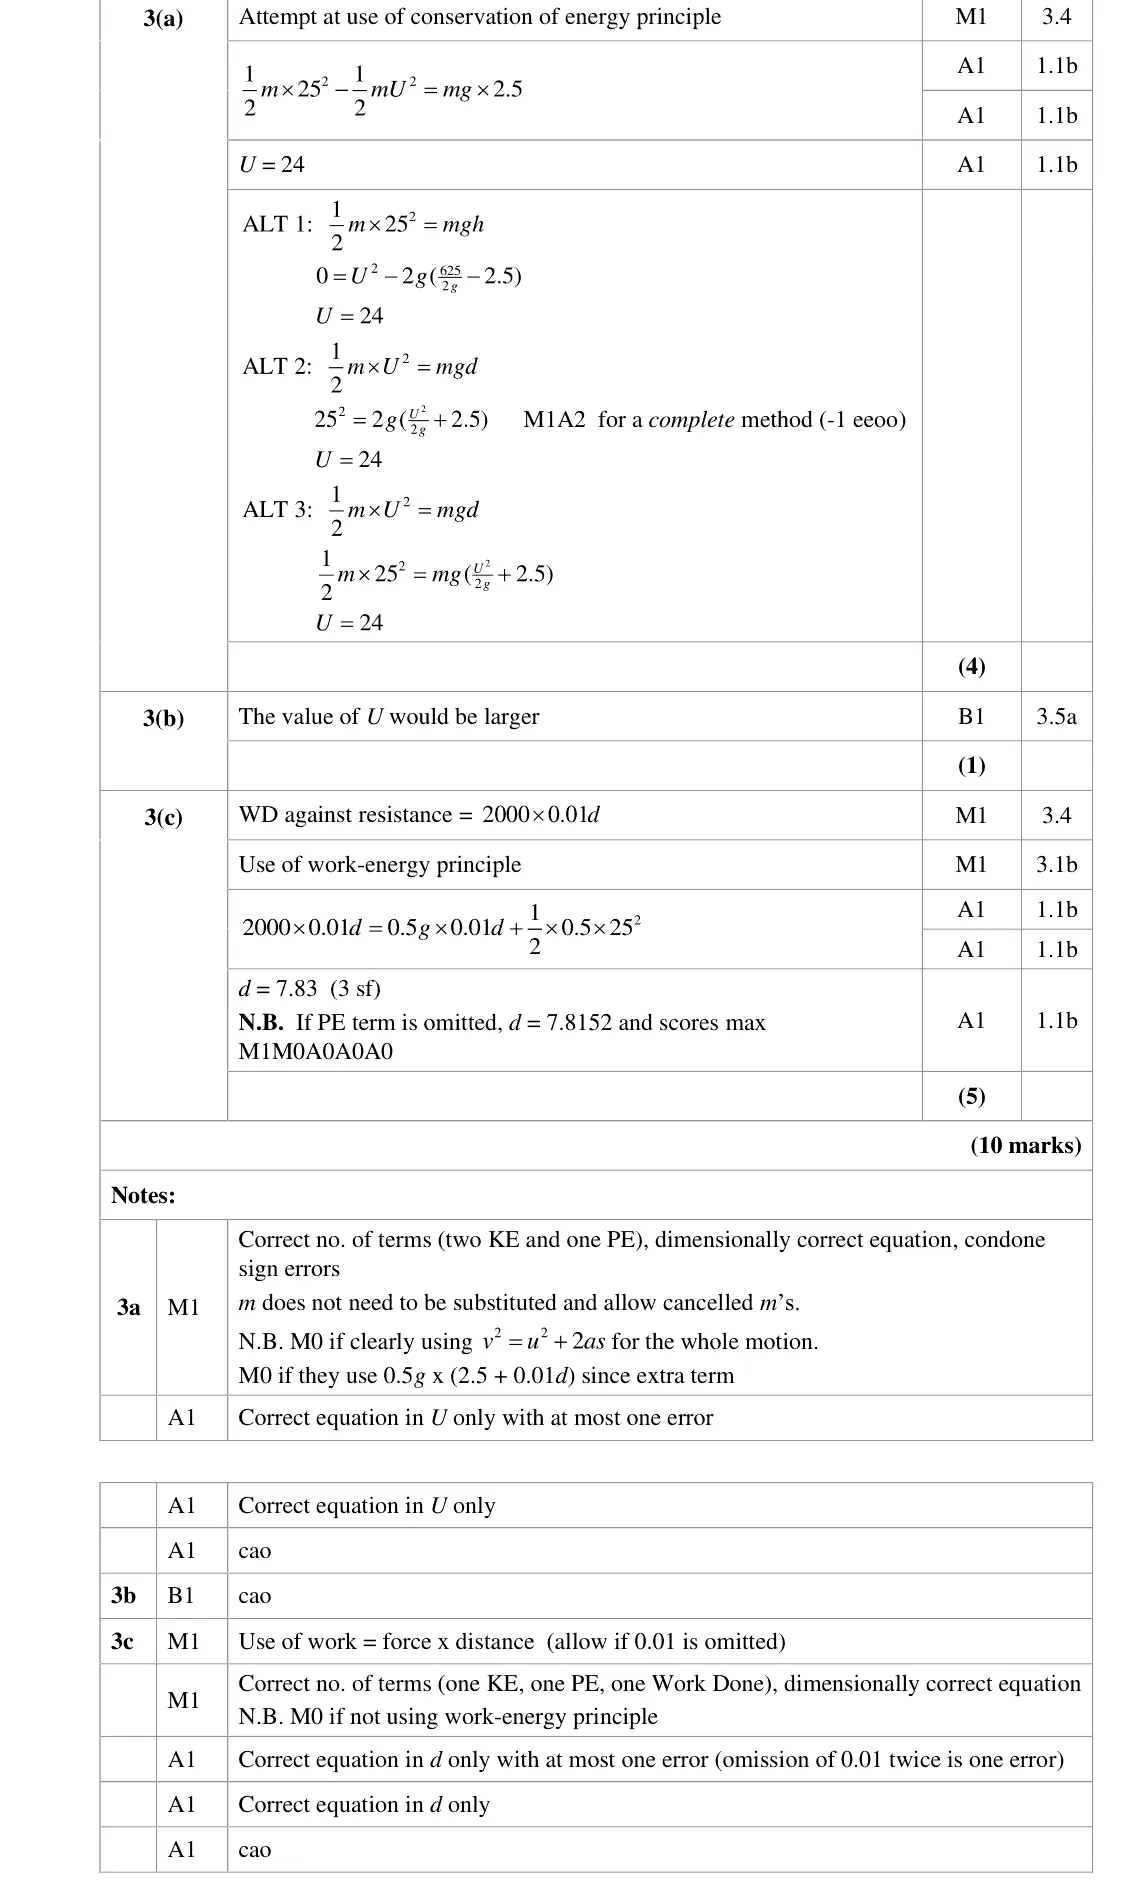 3(a) Attempt at use of conservation of energy principle M1 3.4
1/2 m × 25² − 1/2 mU² = mg × 2.5 A1 1.1b
A1 1.1b
U = 24 A1 1.1b
ALT 1: 1/2 m × 25² = mgh
0 = U² − 2g(625/2g − 2.5)
U = 24
ALT 2: 1/2 m × U² = mgd
25² = 2g(U²/2g + 2.5) M1A2 for a complete method (-1 eeoo)
U = 24
ALT 3: 1/2 m × U² = mgd
1/2 m × 25² = mg(U²/2g + 2.5)
U = 24
(4)
3(b) The value of U would be larger B1 3.5a
(1)
3(c) WD against resistance = 2000 × 0.01d M1 3.4
Use of work-energy principle M1 3.1b
2000 × 0.01d = 0.5g × 0.01d + 1/2 × 0.5 × 25² A1 1.1b
A1 1.1b
d = 7.83 (3 sf)
N.B. If PE term is omitted, d = 7.8152 and scores max A1 1.1b
M1M0A0A0A0
(5)
(10 marks)
Notes:
3a M1 Correct no. of terms (two KE and one PE), dimensionally correct equation, condone
sign errors
m does not need to be substituted and allow cancelled m's.
N.B. M0 if clearly using v² = u² + 2as for the whole motion.
M0 if they use 0.5g x (2.5 + 0.01d) since extra term
A1 Correct equation in U only with at most one error
A1 Correct equation in U only
A1 cao
3b B1 cao
3c M1 Use of work = force x distance (allow if 0.01 is omitted)
M1 Correct no. of terms (one KE, one PE, one Work Done), dimensionally correct equation
N.B. M0 if not using work-energy principle
A1 Correct equation in d only with at most one error (omission of 0.01 twice is one error)
A1 Correct equation in d only
A1 cao